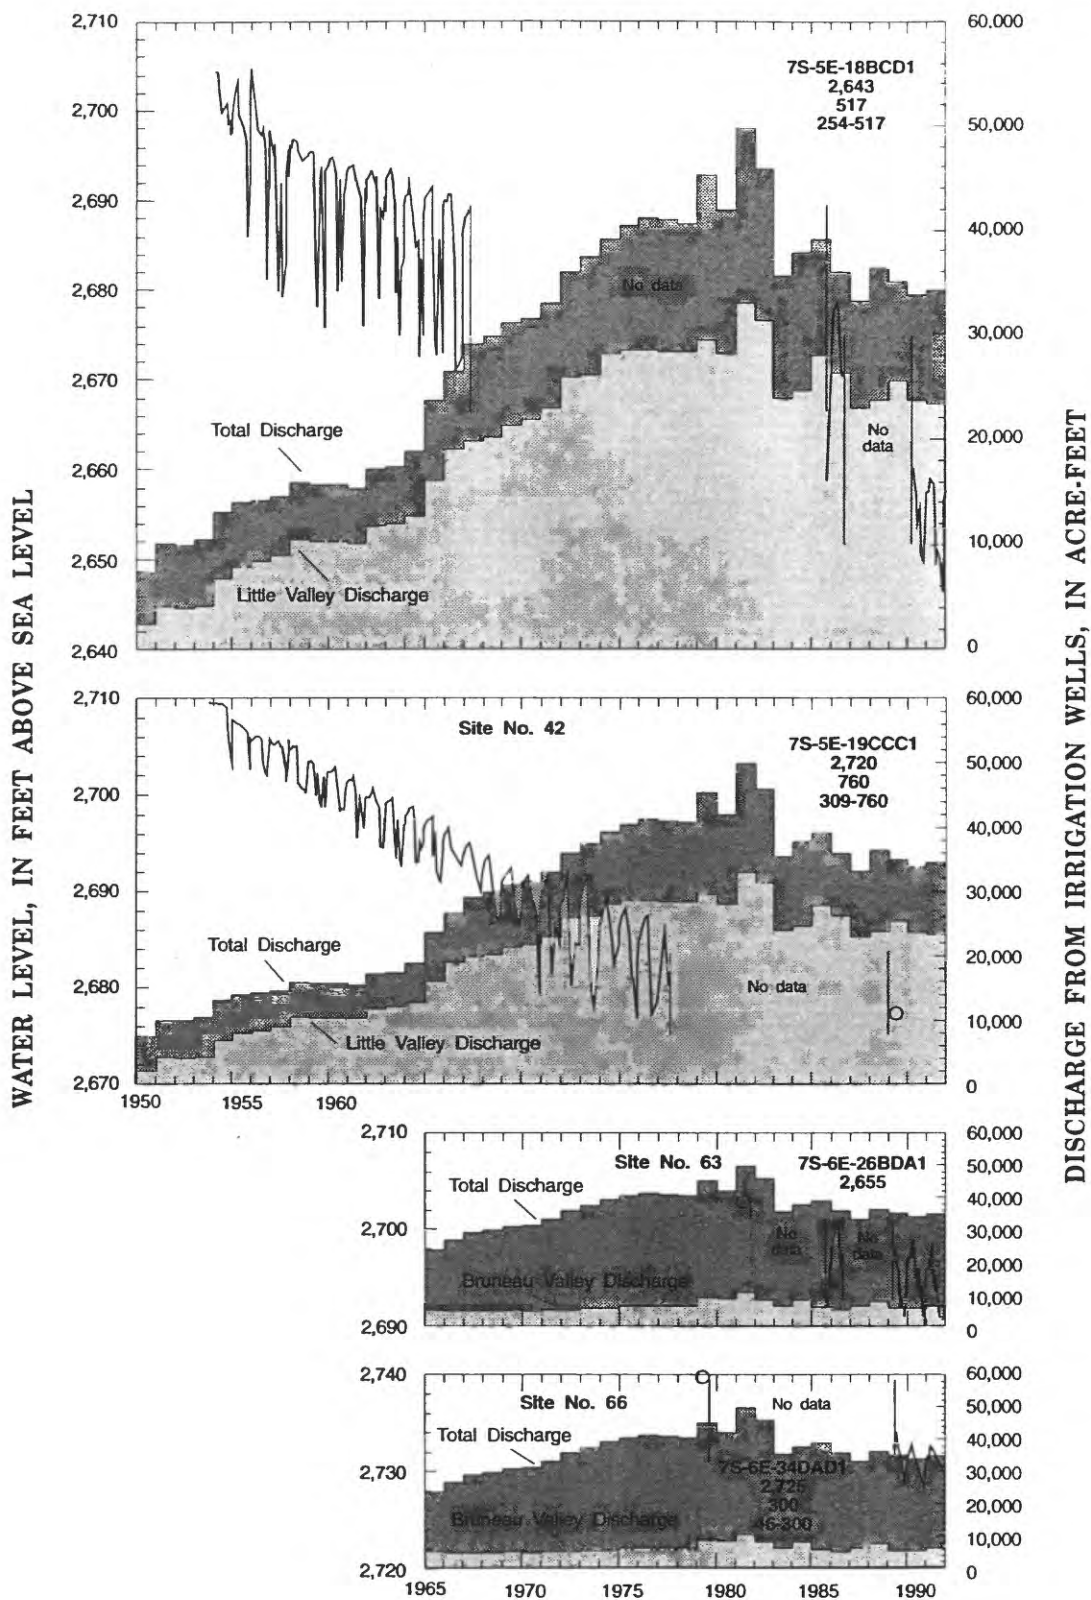 WATER LEVEL, IN FEET ABOVE SEA LEVEL
DISCHARGE FROM IRRIGATION WELLS, IN ACRE-FEET
2,710
2,700
2,690
2,680
2,670
2,660
2,650
2,640
60,000
50,000
40,000
30,000
20,000
10,000
0
7S-5E-18BCD1
2,643
517
254-517
No data
No
data
Total Discharge
Little Valley Discharge
2,710
2,700
2,690
2,680
2,670
60,000
50,000
40,000
30,000
20,000
10,000
0
Site No. 42
7S-5E-19CCC1
2,720
760
309-760
Total Discharge
Little Valley Discharge
No data
1950
1955
1960
2,710
2,700
2,690
60,000
50,000
40,000
30,000
20,000
10,000
0
Site No. 63
7S-6E-26BDA1
2,655
Total Discharge
No
data
No
data
Bruneau Valley Discharge
2,740
2,730
2,720
60,000
50,000
40,000
30,000
20,000
10,000
0
Site No. 66
No data
Total Discharge
7S-6E-34DAD1
2,725
300
46-300
Bruneau Valley Discharge
1965
1970
1975
1980
1985
1990